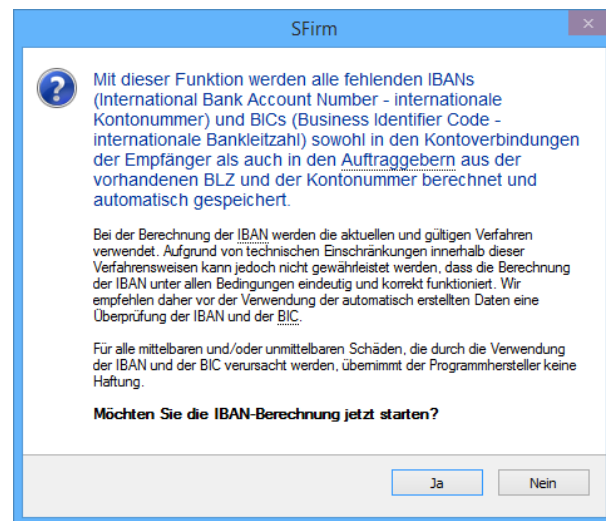 SFirm
Mit dieser Funktion werden alle fehlenden IBANs
(International Bank Account Number - internationale
Kontonummer) und BICs (Business Identifier Code -
internationale Bankleitzahl) sowohl in den Kontoverbindungen
der Empfänger als auch in den Auftraggebern aus der
vorhandenen BLZ und der Kontonummer berechnet und
automatisch gespeichert.
Bei der Berechnung der IBAN werden die aktuellen und gültigen Verfahren
verwendet. Aufgrund von technischen Einschränkungen innerhalb dieser
Verfahrensweisen kann jedoch nicht gewährleistet werden, dass die Berechnung
der IBAN unter allen Bedingungen eindeutig und korrekt funktioniert. Wir
empfehlen daher vor der Verwendung der automatisch erstellten Daten eine
Überprüfung der IBAN und der BIC.
Für alle mittelbaren und/oder unmittelbaren Schäden, die durch die Verwendung
der IBAN und der BIC verursacht werden, übernimmt der Programmhersteller keine
Haftung.
Möchten Sie die IBAN-Berechnung jetzt starten?
Ja
Nein